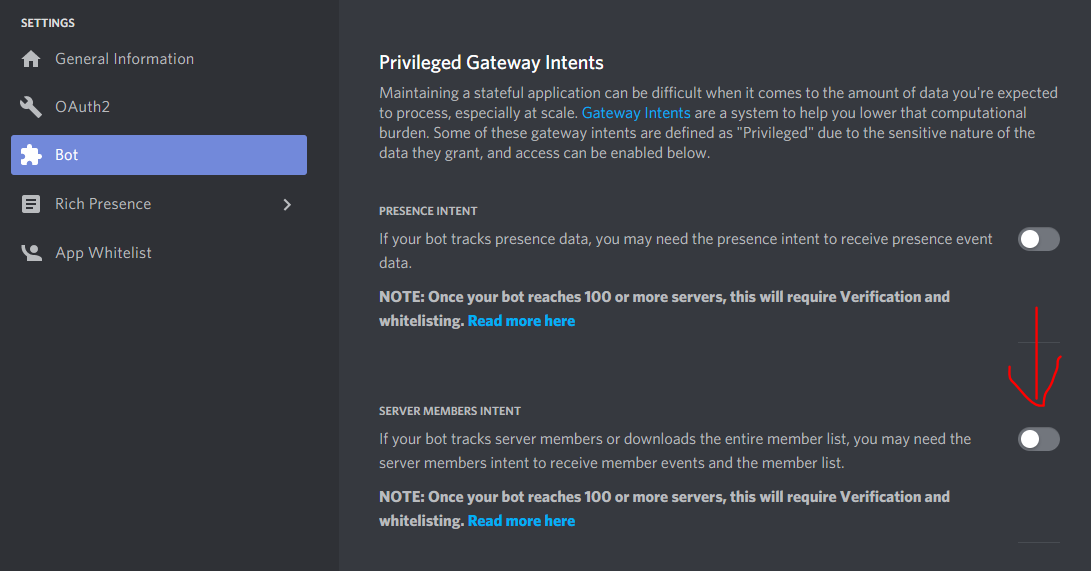 SETTINGS
General Information
OAuth2
Bot
Rich Presence
App Whitelist
Privileged Gateway Intents
Maintaining a stateful application can be difficult when it comes to the amount of data you're expected
to process, especially at scale. Gateway Intents are a system to help you lower that computational
burden. Some of these gateway intents are defined as "Privileged" due to the sensitive nature of the
data they grant, and access can be enabled below.
PRESENCE INTENT
If your bot tracks presence data, you may need the presence intent to receive presence event
data.
NOTE: Once your bot reaches 100 or more servers, this will require Verification and
whitelisting. Read more here
SERVER MEMBERS INTENT
If your bot tracks server members or downloads the entire member list, you may need the
server members intent to receive member events and the member list.
NOTE: Once your bot reaches 100 or more servers, this will require Verification and
whitelisting. Read more here